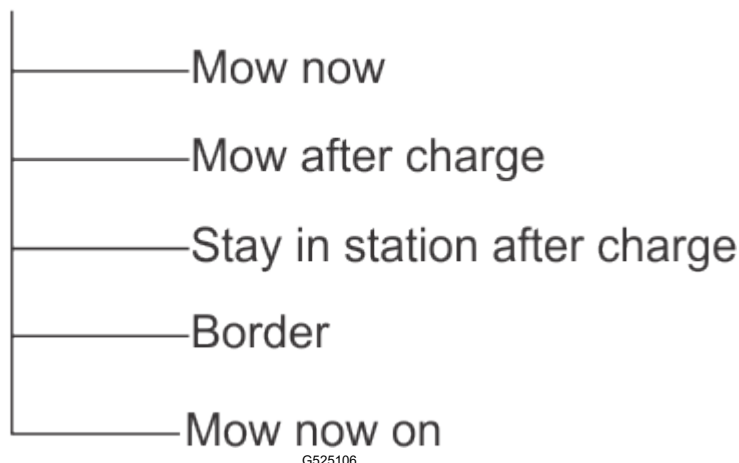 Mow now
Mow after charge
Stay in station after charge
Border
Mow now on
G525106